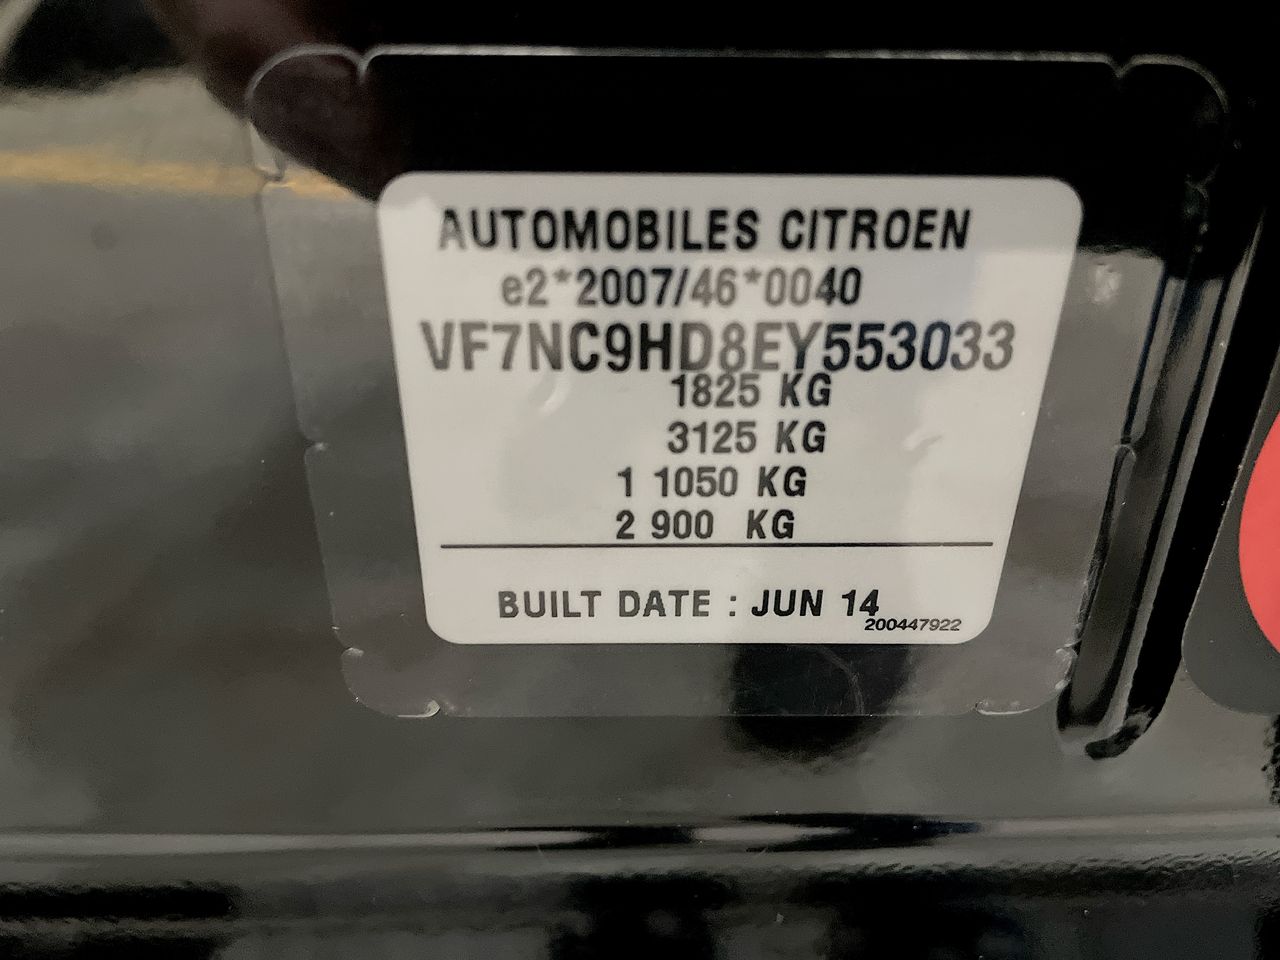 AUTOMOBILES CITROEN
e2*2007/46*0040
VF7NC9HD8EY553033
1825 KG
3125 KG
1 1050 KG
2 900 KG
BUILT DATE : JUN 14
200447922